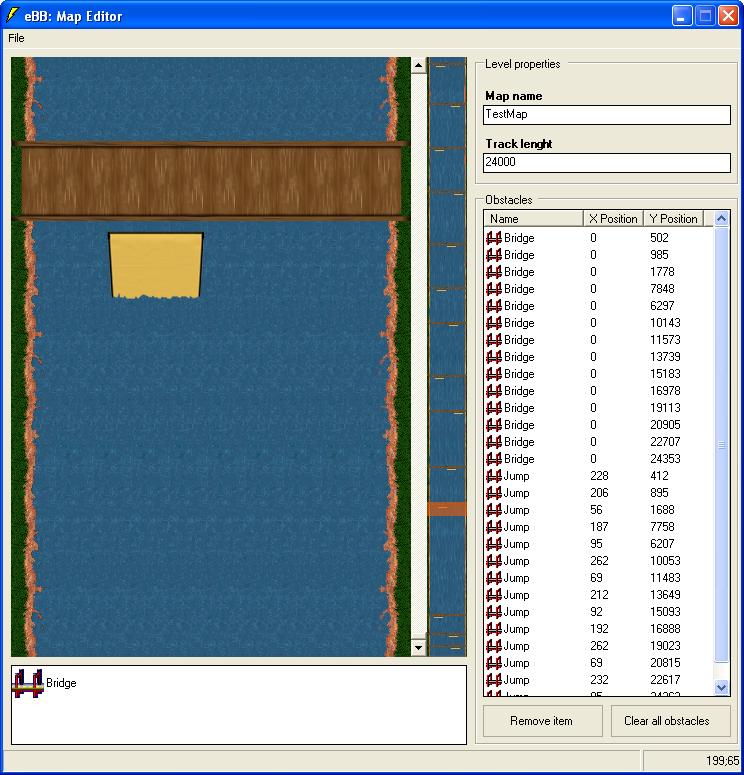 eBB: Map Editor
File
Level properties
Map name
TestMap
Track lenght
24000
Obstacles
Name X Position Y Position
Bridge 0 502
Bridge 0 985
Bridge 0 1778
Bridge 0 7848
Bridge 0 6297
Bridge 0 10143
Bridge 0 11573
Bridge 0 13739
Bridge 0 15183
Bridge 0 16978
Bridge 0 19113
Bridge 0 20905
Bridge 0 22707
Bridge 0 24353
Jump 228 412
Jump 206 895
Jump 56 1688
Jump 187 7758
Jump 95 6207
Jump 262 10053
Jump 69 11483
Jump 212 13649
Jump 92 15093
Jump 192 16888
Jump 262 19023
Jump 69 20815
Jump 232 22617
Bridge
Remove item Clear all obstacles
199;65